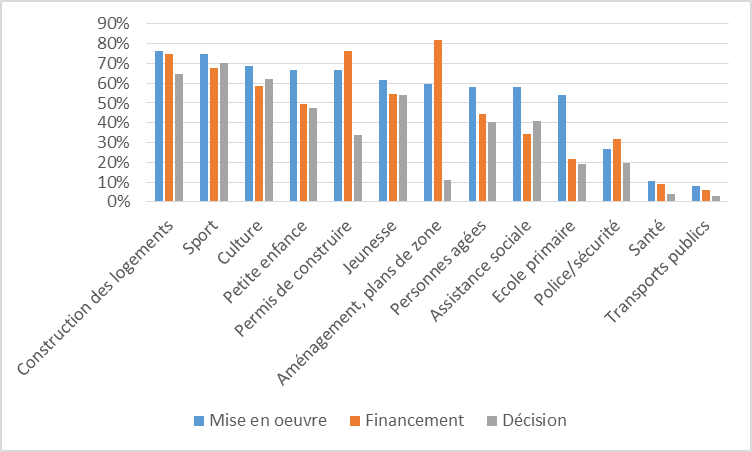 90%
80%
70%
60%
50%
40%
30%
20%
10%
0%
Construction des logements
Sport
Culture
Petite enfance
Permis de construire
Jeunesse
Aménagement, plans de zone
Personnes agées
Assistance sociale
Ecole primaire
Police/sécurité
Santé
Transports publics
Mise en oeuvre Financement Décision